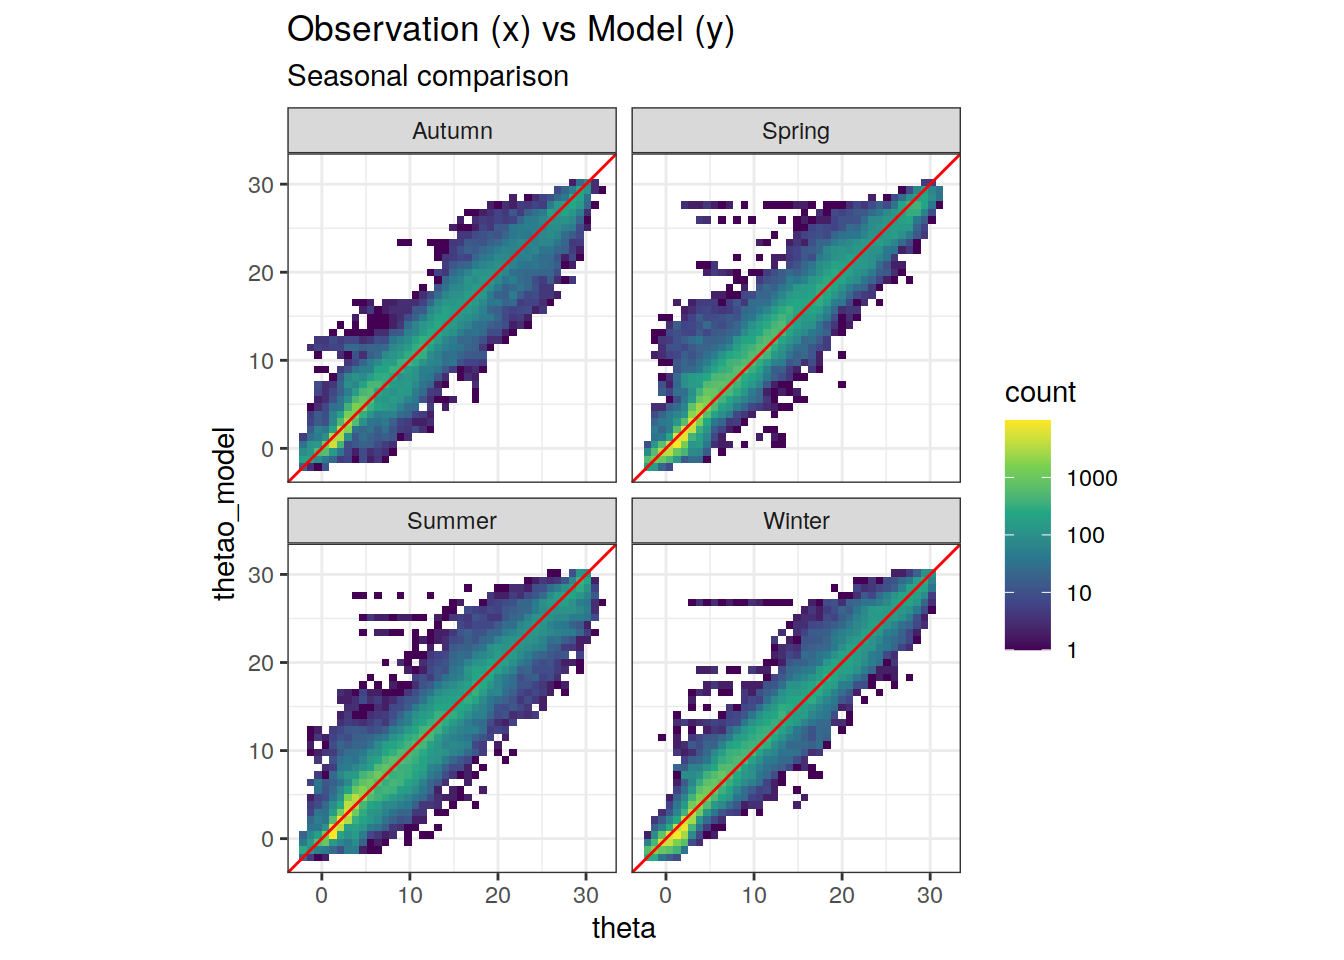 Observation (x) vs Model (y)
Seasonal comparison
Autumn
Spring
30
20
10
0
Summer
Winter
30
20
10
0
0 10 20 30
0 10 20 30
theta
thetao_model
count
1000
100
10
1